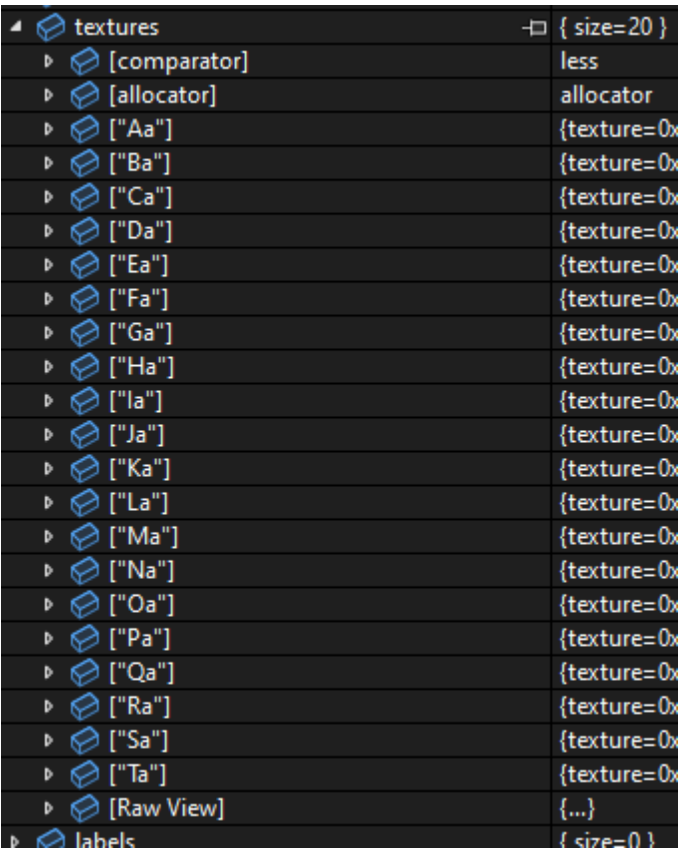 textures { size=20 }
[comparator] less
[allocator] allocator
["Aa"] {texture=0x
["Ba"] {texture=0x
["Ca"] {texture=0x
["Da"] {texture=0x
["Ea"] {texture=0x
["Fa"] {texture=0x
["Ga"] {texture=0x
["Ha"] {texture=0x
["Ia"] {texture=0x
["Ja"] {texture=0x
["Ka"] {texture=0x
["La"] {texture=0x
["Ma"] {texture=0x
["Na"] {texture=0x
["Oa"] {texture=0x
["Pa"] {texture=0x
["Qa"] {texture=0x
["Ra"] {texture=0x
["Sa"] {texture=0x
["Ta"] {texture=0x
[Raw View] {...}
labels { size=0 }